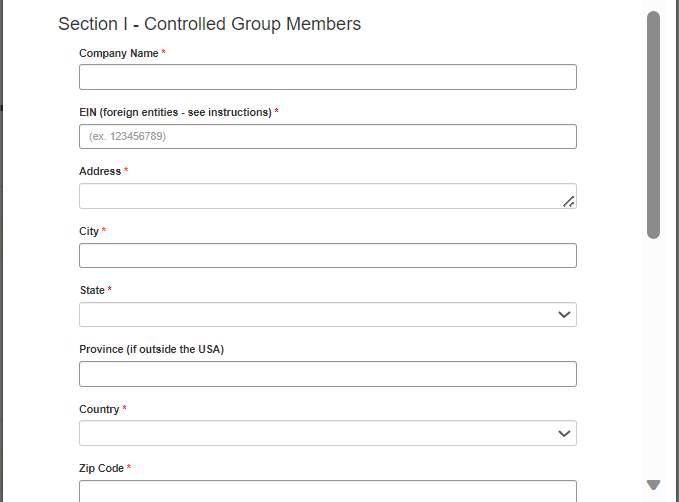 Section I - Controlled Group Members
Company Name *
EIN (foreign entities - see instructions) *
(ex. 123456789)
Address *
City *
State *
Province (if outside the USA)
Country *
Zip Code *